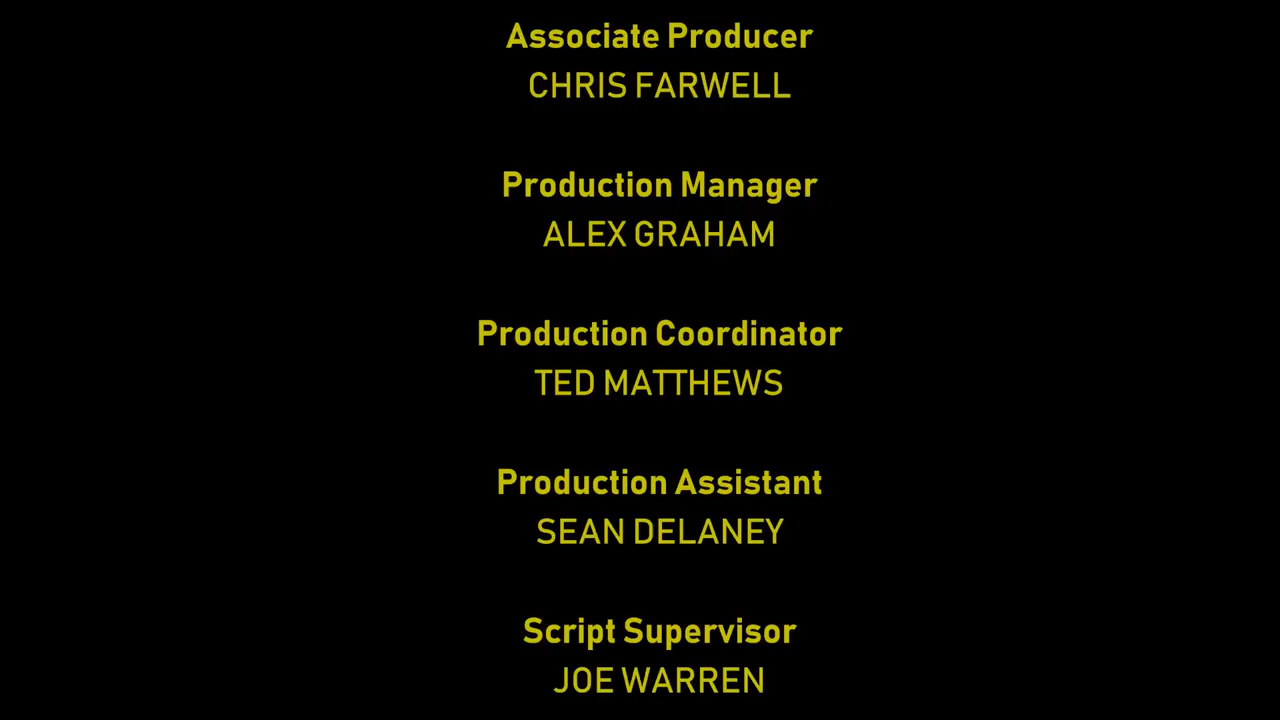 Associate Producer
CHRIS FARWELL
Production Manager
ALEX GRAHAM
Production Coordinator
TED MATTHEWS
Production Assistant
SEAN DELANEY
Script Supervisor
JOE WARREN